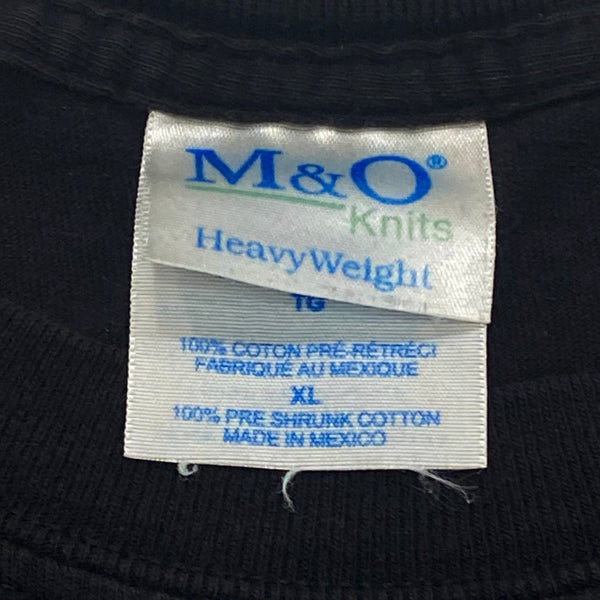 M&O®
Knits
HeavyWeight
TG
100% COTON PRÉ-RÉTRÉCI
FABRIQUÉ AU MEXIQUE
XL
100% PRE SHRUNK COTTON
MADE IN MEXICO